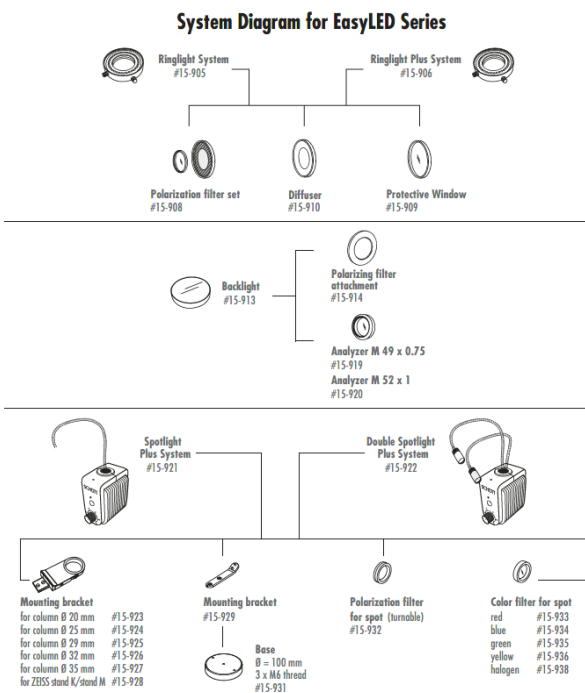 System Diagram for EasyLED Series
Ringlight System
#15-905
Ringlight Plus System
#15-906
Polarization filter set
#15-908
Diffuser
#15-910
Protective Window
#15-909
Backlight
#15-913
Polarizing filter
attachment
#15-914
Analyzer M 49 x 0.75
#15-919
Analyzer M 52 x 1
#15-920
Spotlight
Plus System
#15-921
Double Spotlight
Plus System
#15-922
SCHOTT
SCHOTT
Mounting bracket
for column Ø 20 mm #15-923
for column Ø 25 mm #15-924
for column Ø 29 mm #15-925
for column Ø 32 mm #15-926
for column Ø 35 mm #15-927
for ZEISS stand K/stand M #15-928
Mounting bracket
#15-929
Base
Ø = 100 mm
3 x M6 thread
#15-931
Polarization filter
for spot (turnable)
#15-932
Color filter for spot
red #15-933
blue #15-934
green #15-935
yellow #15-936
halogen #15-938